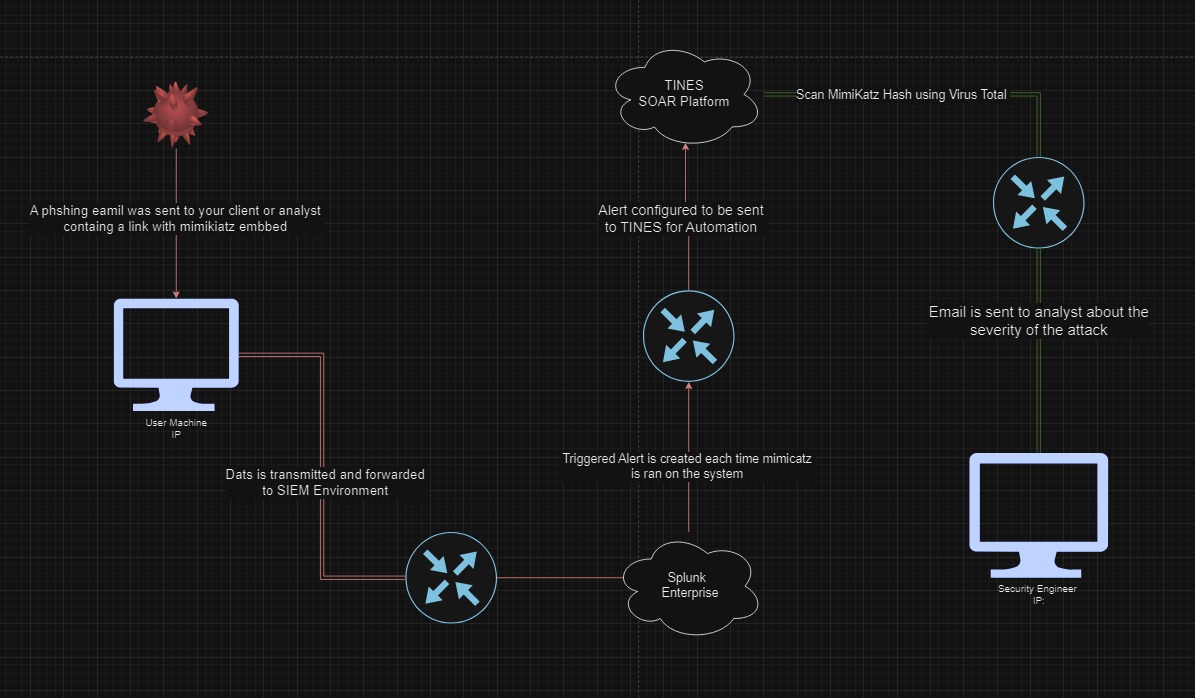 A phshing eamil was sent to your client or analyst
containg a link with mimikiatz embbed
User Machine
IP
Dats is transmitted and forwarded
to SIEM Environment
Splunk
Enterprise
Triggered Alert is created each time mimicatz
is ran on the system
Alert configured to be sent
to TINES for Automation
TINES
SOAR Platform
Scan MimiKatz Hash using Virus Total
Email is sent to analyst about the
severity of the attack
Security Engineer
IP: